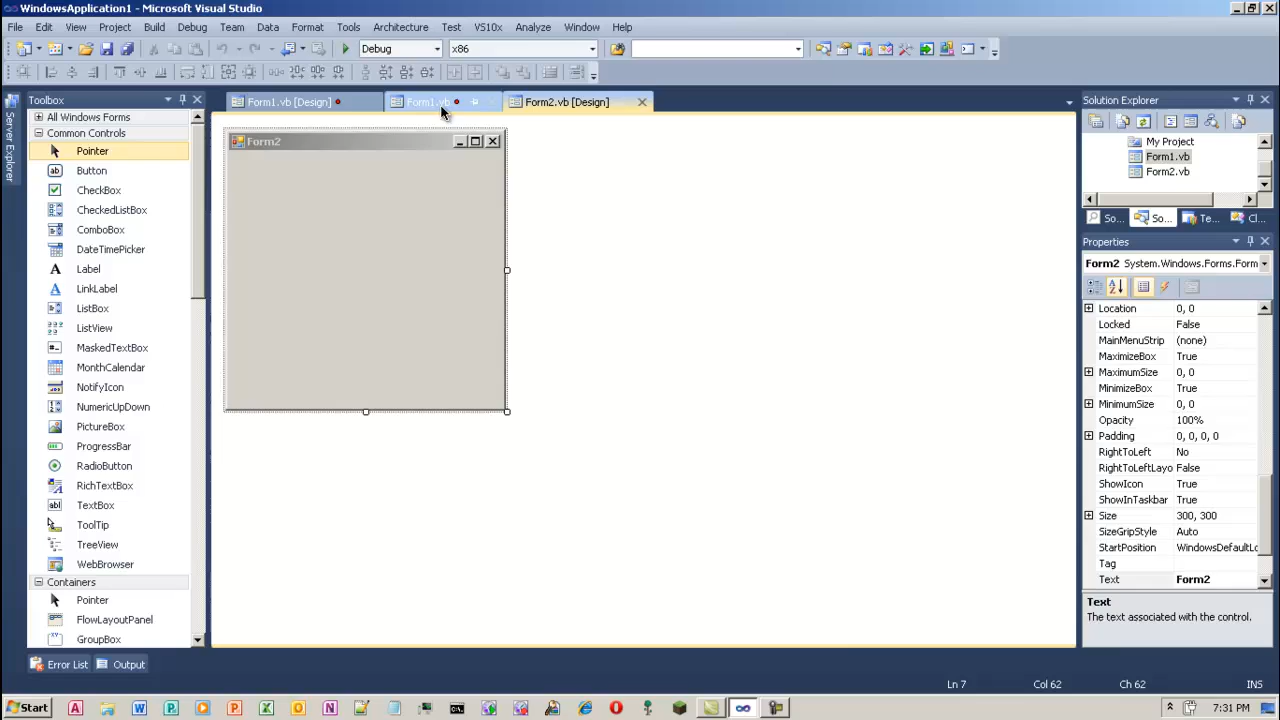 WindowsApplication1 - Microsoft Visual Studio
File Edit View Project Build Debug Team Data Format Tools Architecture Test VS10x Analyze Window Help
Debug x86
Toolbox
Form1.vb [Design] Form1.vb Form2.vb [Design]
Solution Explorer
Server Explorer
All Windows Forms
Common Controls
Pointer
Button
CheckBox
CheckedListBox
ComboBox
DateTimePicker
Label
LinkLabel
ListBox
ListView
MaskedTextBox
MonthCalendar
NotifyIcon
NumericUpDown
PictureBox
ProgressBar
RadioButton
RichTextBox
TextBox
ToolTip
TreeView
WebBrowser
Containers
Pointer
FlowLayoutPanel
GroupBox
Form2
My Project
Form1.vb
Form2.vb
So... So... Te... Cl...
Properties
Form2 System.Windows.Forms.Form
Location 0, 0
Locked False
MainMenuStrip (none)
MaximizeBox True
MaximumSize 0, 0
MinimizeBox True
MinimumSize 0, 0
Opacity 100%
Padding 0, 0, 0, 0
RightToLeft No
RightToLeftLayo False
ShowIcon True
ShowInTaskbar True
Size 300, 300
SizeGripStyle Auto
StartPosition WindowsDefaultLo
Tag
Text Form2
Text
The text associated with the control.
Error List Output
Ln 7 Col 62 Ch 62 INS
Start 7:31 PM